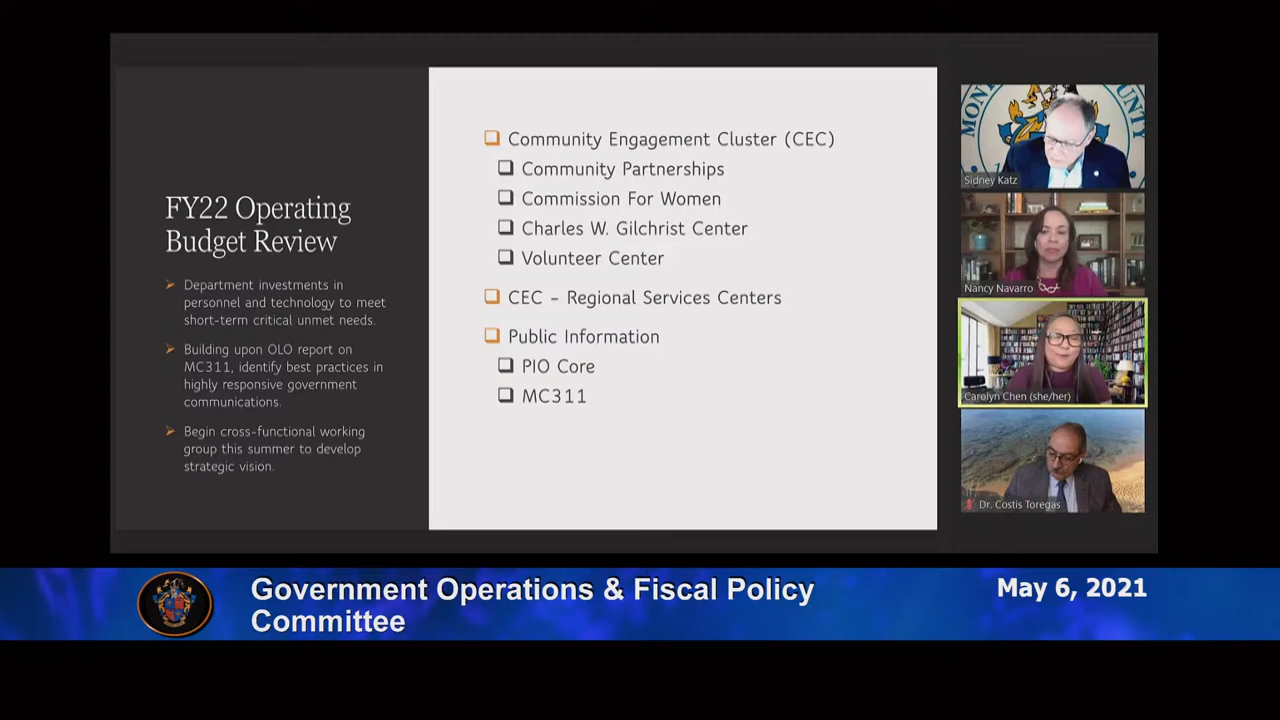 FY22 Operating
Budget Review
Department investments in
personnel and technology to meet
short-term critical unmet needs.
Building upon OLO report on
MC311, identify best practices in
highly responsive government
communications.
Begin cross-functional working
group this summer to develop
strategic vision.
Community Engagement Cluster (CEC)
Community Partnerships
Commission For Women
Charles W. Gilchrist Center
Volunteer Center
CEC – Regional Services Centers
Public Information
PIO Core
MC311
Sidney Katz
Nancy Navarro
Carolyn Chen (she/her)
Dr. Costis Toregas
Government Operations & Fiscal Policy
Committee
May 6, 2021